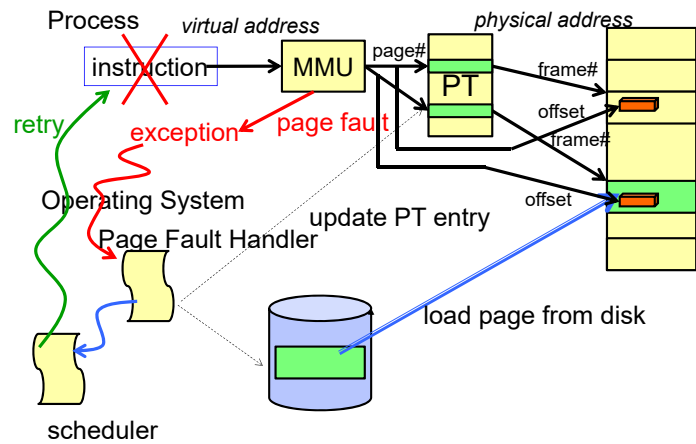 Process
virtual address
physical address
instruction
MMU
page#
PT
frame#
offset
frame#
retry
exception
page fault
Operating System
offset
update PT entry
Page Fault Handler
load page from disk
scheduler